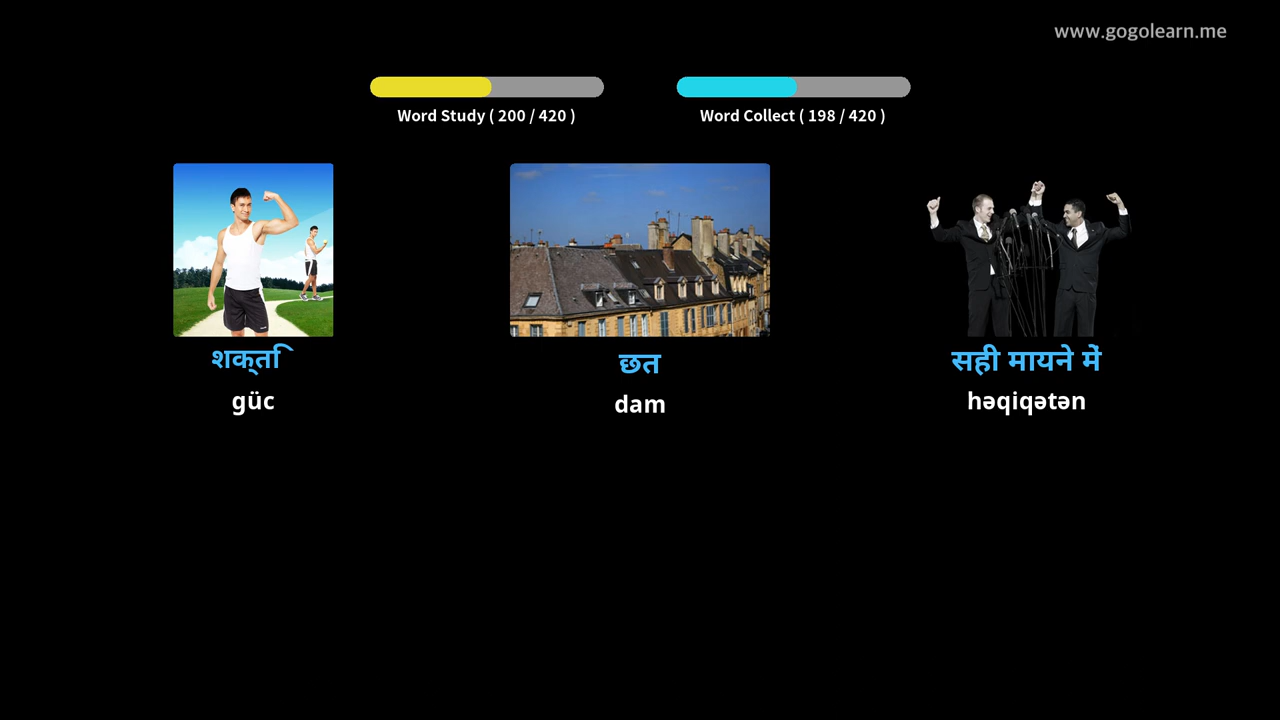 www.gogolearn.me
Word Study ( 200 / 420 )
Word Collect ( 198 / 420 )
शक्ति
छत
सही मायने में
güc
dam
həqiqətən